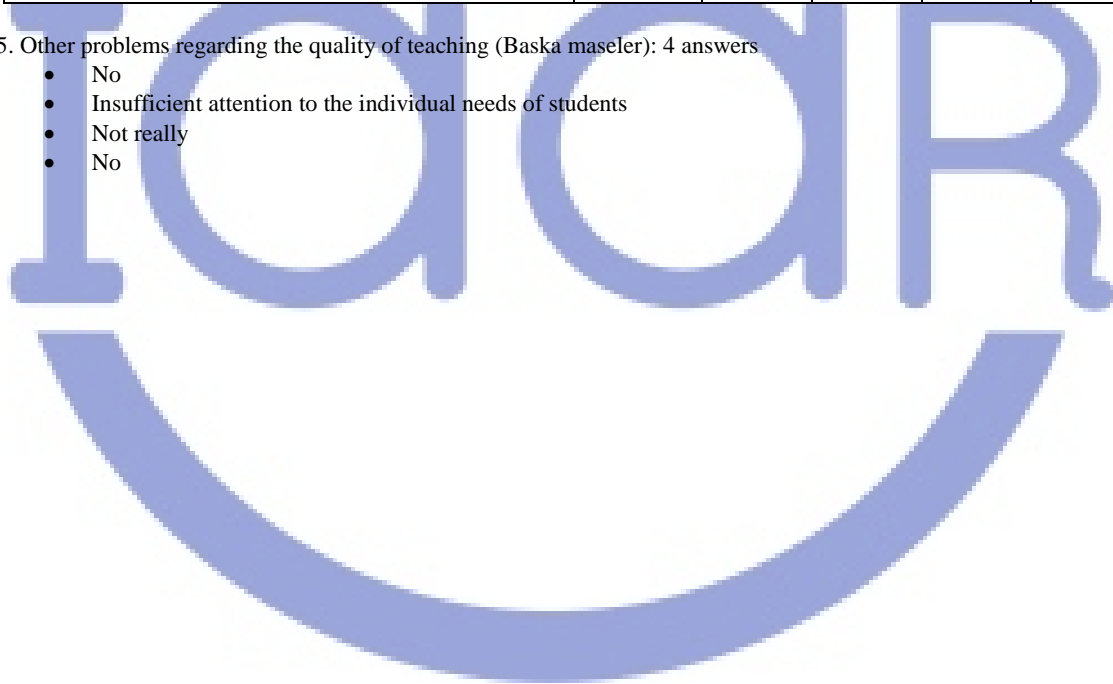 5. Other problems regarding the quality of teaching (Baska maseler): 4 answers
• No
• Insufficient attention to the individual needs of students
• Not really
• No
IaaR